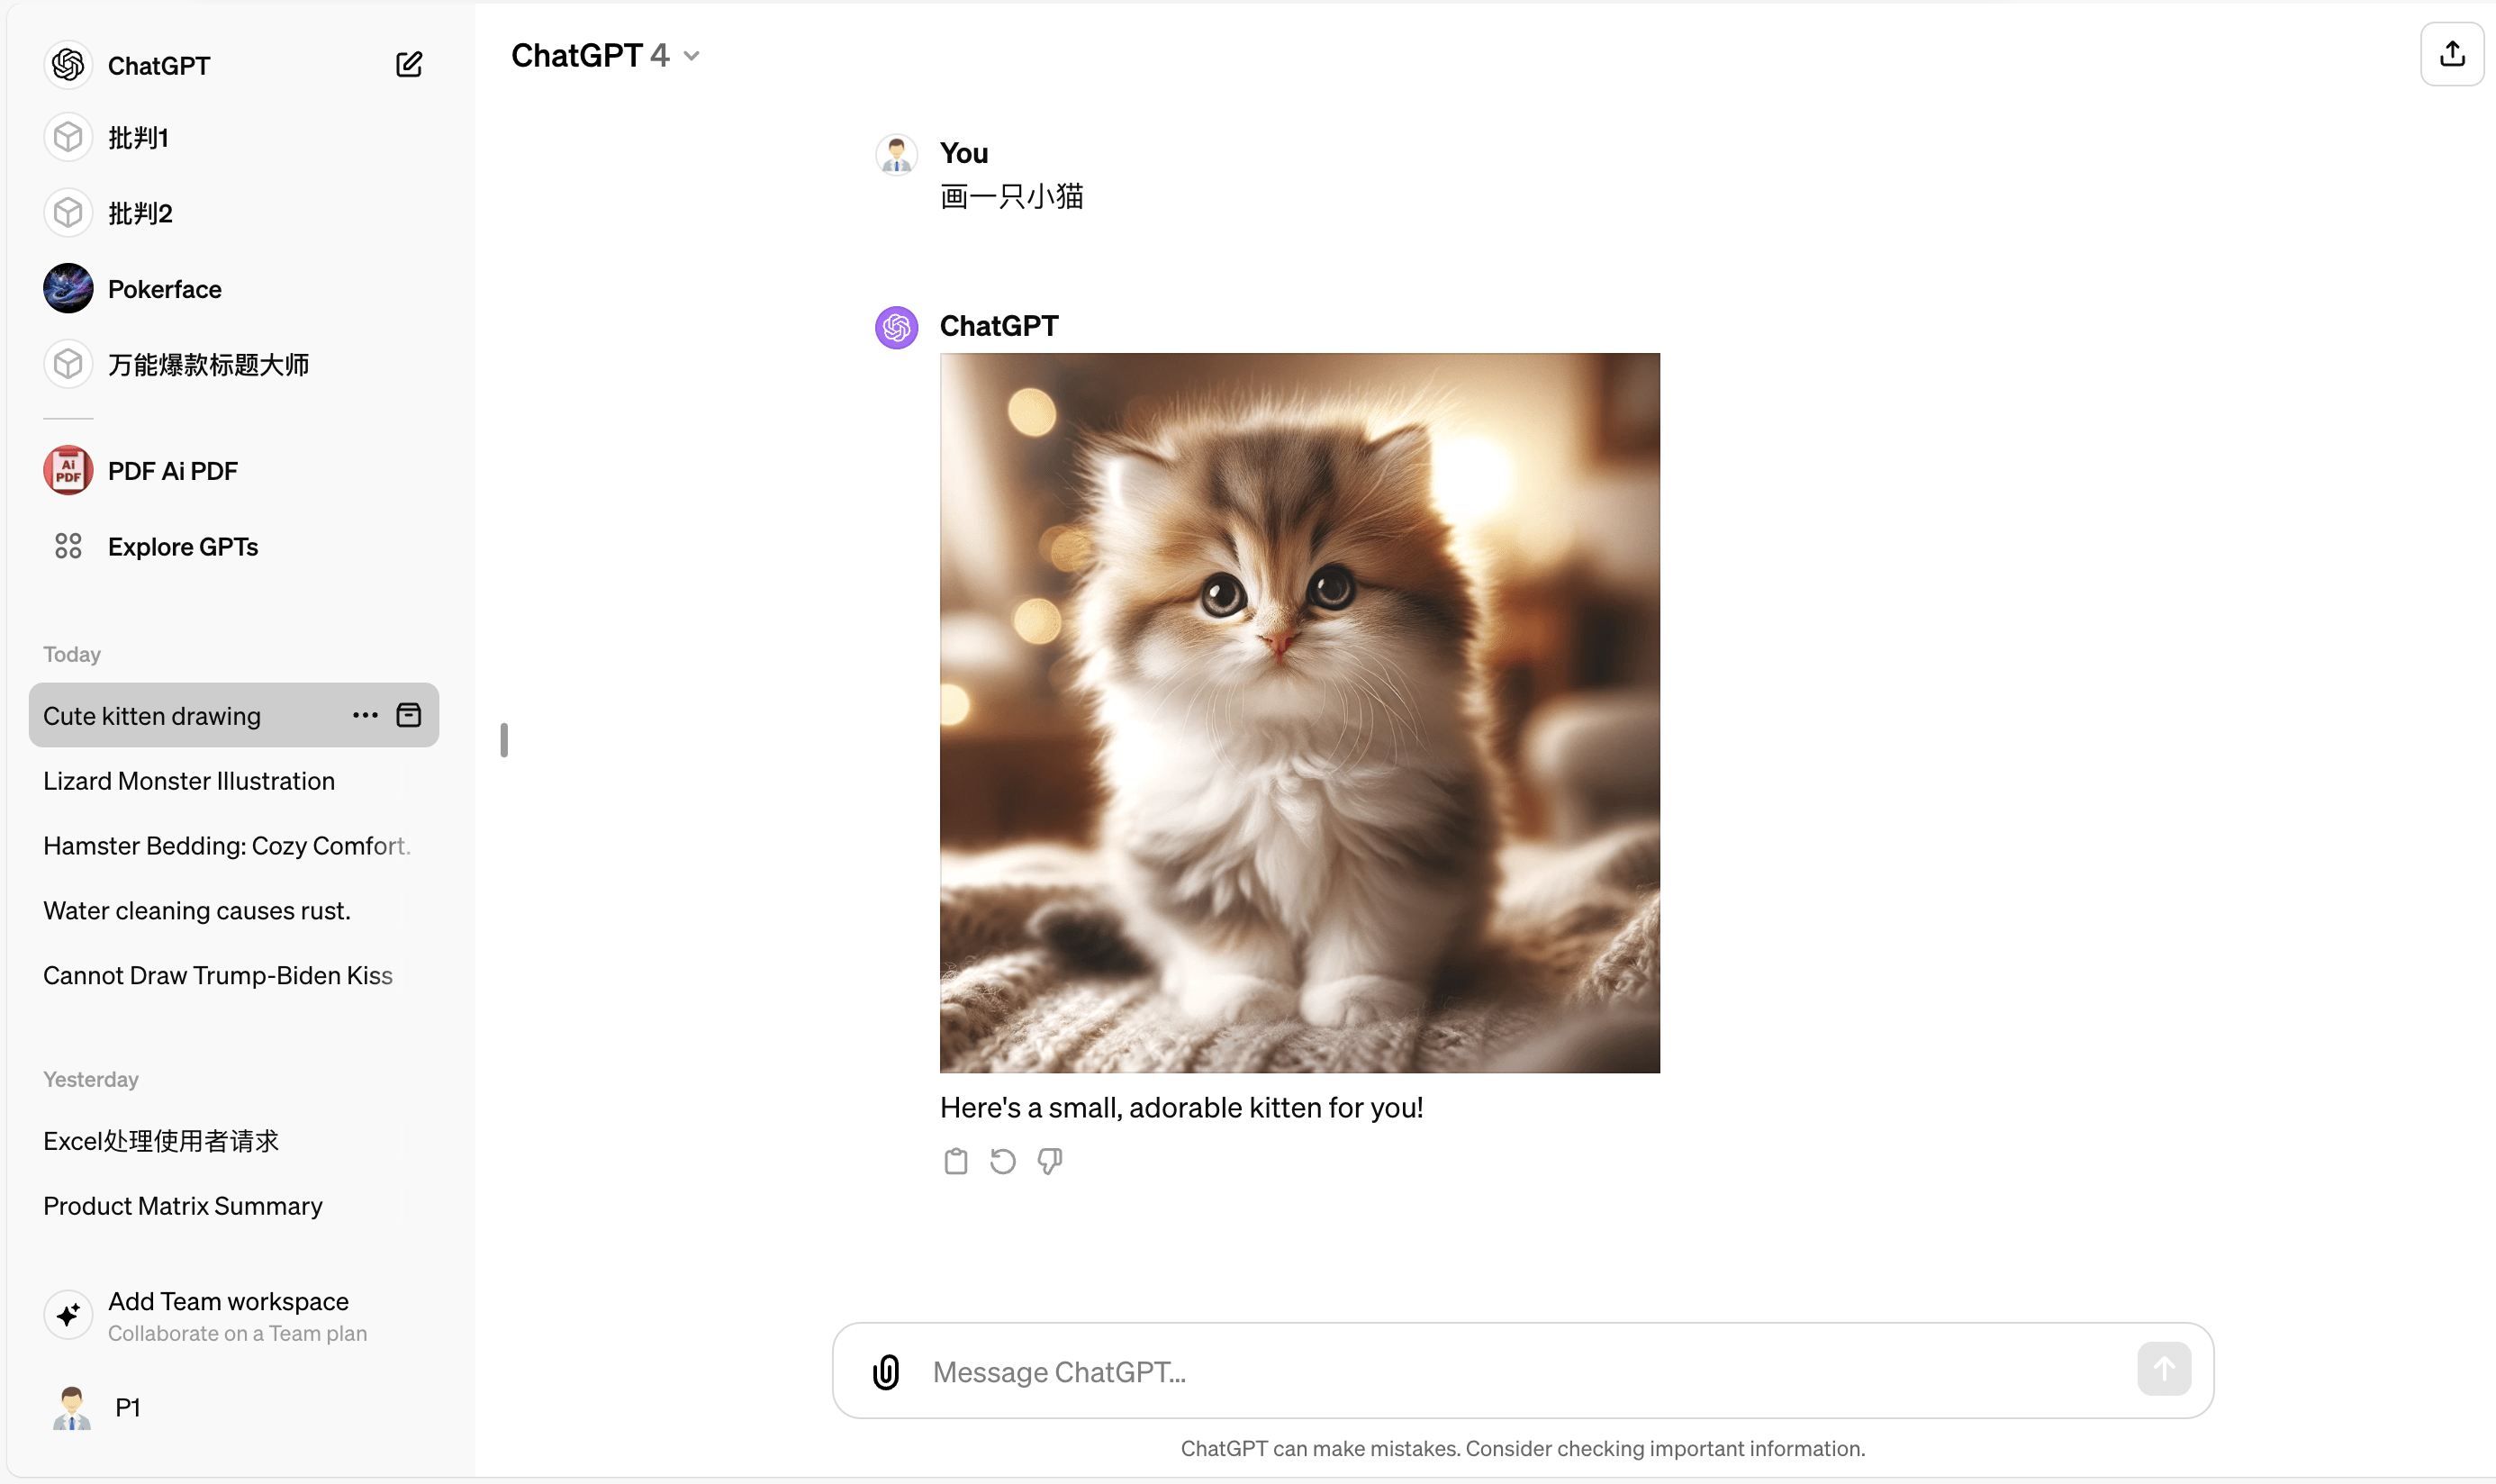 ChatGPT
批判1
批判2
Pokerface
万能爆款标题大师
Ai
PDF
PDF Ai PDF
Explore GPTs
Today
Cute kitten drawing
Lizard Monster Illustration
Hamster Bedding: Cozy Comfort.
Water cleaning causes rust.
Cannot Draw Trump-Biden Kiss
Yesterday
Excel处理使用者请求
Product Matrix Summary
Add Team workspace
Collaborate on a Team plan
P1
ChatGPT 4
You
画一只小猫
ChatGPT
Here's a small, adorable kitten for you!
Message ChatGPT...
ChatGPT can make mistakes. Consider checking important information.